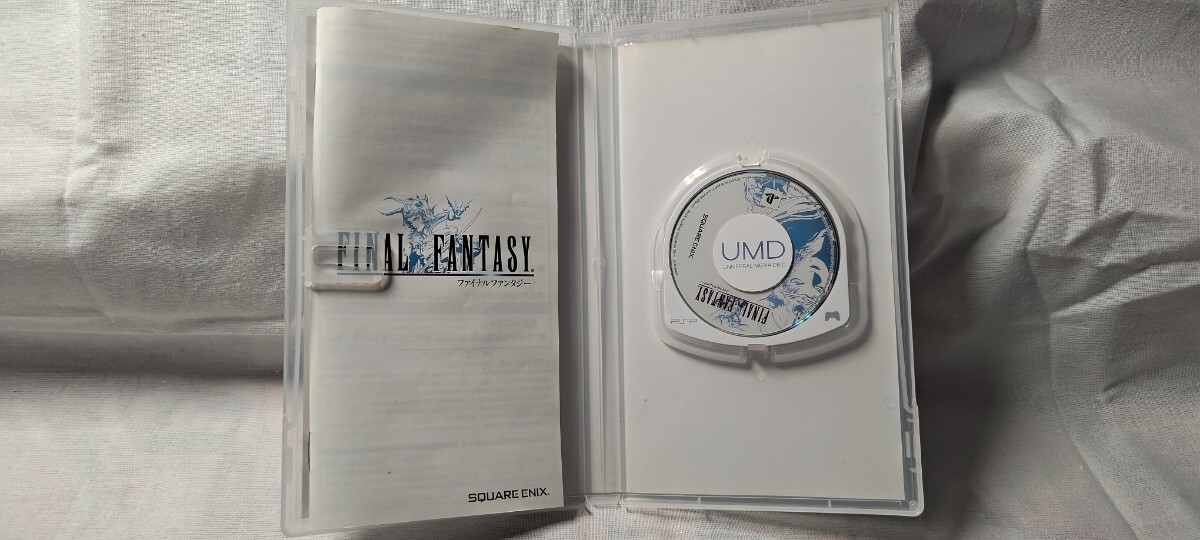 FINAL FANTASY
ファイナルファンタジー
SQUARE ENIX.
SQUARE ENIX.
UMD
UNIVERSAL MEDIA DISC
FINAL FANTASY
PSP